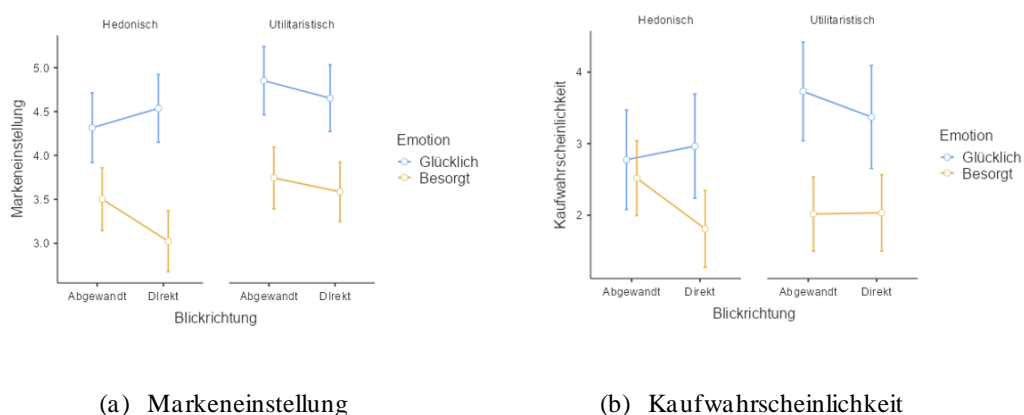 Hedonisch
Utilitaristisch
5.0
4.5
4.0
3.5
3.0
Markeneinstellung
Abgewandt
DIrekt
Abgewandt
DIrekt
Blickrichtung
Emotion
Glücklich
Besorgt
(a) Markeneinstellung
Hedonisch
Utilitaristisch
4
3
2
Kaufwahrscheinlichkeit
Abgewandt
Direkt
Abgewandt
Direkt
Blickrichtung
Emotion
Glücklich
Besorgt
(b) Kaufwahrscheinlichkeit